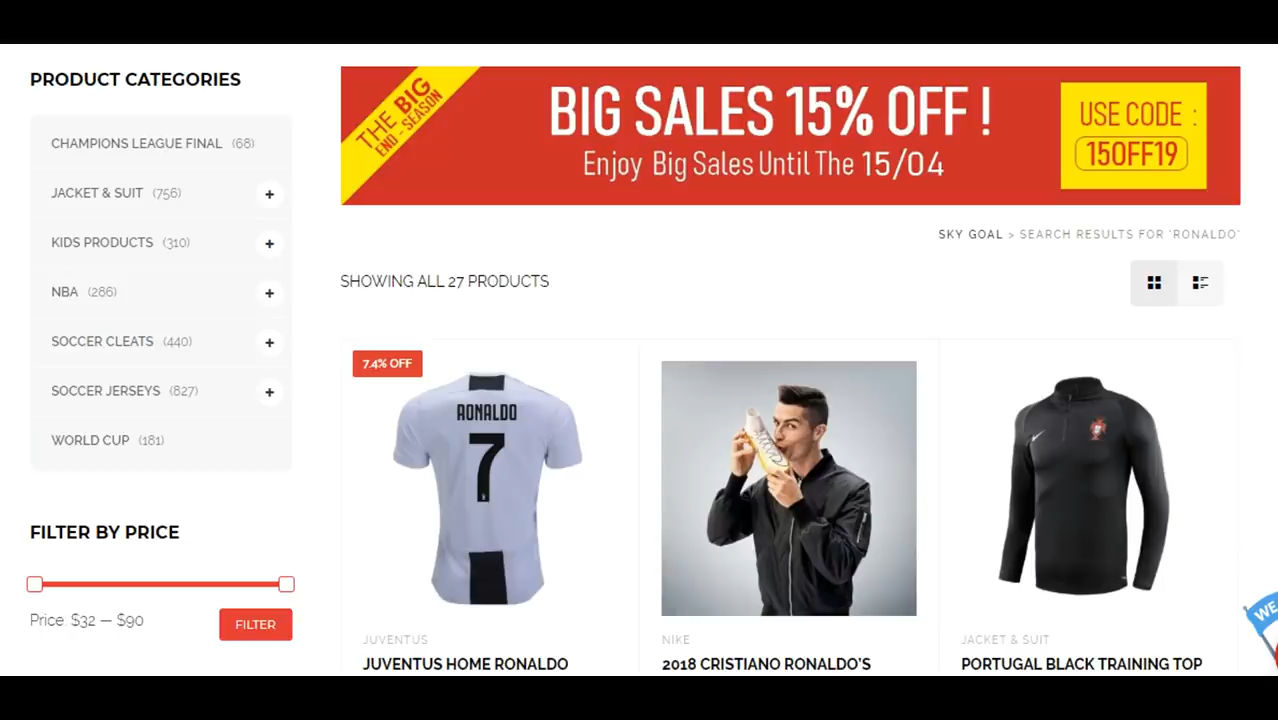 PRODUCT CATEGORIES
CHAMPIONS LEAGUE FINAL (68)
JACKET & SUIT (756)
+
KIDS PRODUCTS (310)
+
NBA (286)
+
SOCCER CLEATS (440)
+
SOCCER JERSEYS (827)
+
WORLD CUP (181)
FILTER BY PRICE
Price: $32 — $90
FILTER
THE BIG
END - SEASON
BIG SALES 15% OFF !
Enjoy Big Sales Until The 15/04
USE CODE :
15OFF19
SKY GOAL > SEARCH RESULTS FOR "RONALDO"
SHOWING ALL 27 PRODUCTS
7.4% OFF
RONALDO
7
JUVENTUS
JUVENTUS HOME RONALDO
NIKE
2018 CRISTIANO RONALDO'S
JACKET & SUIT
PORTUGAL BLACK TRAINING TOP
WE